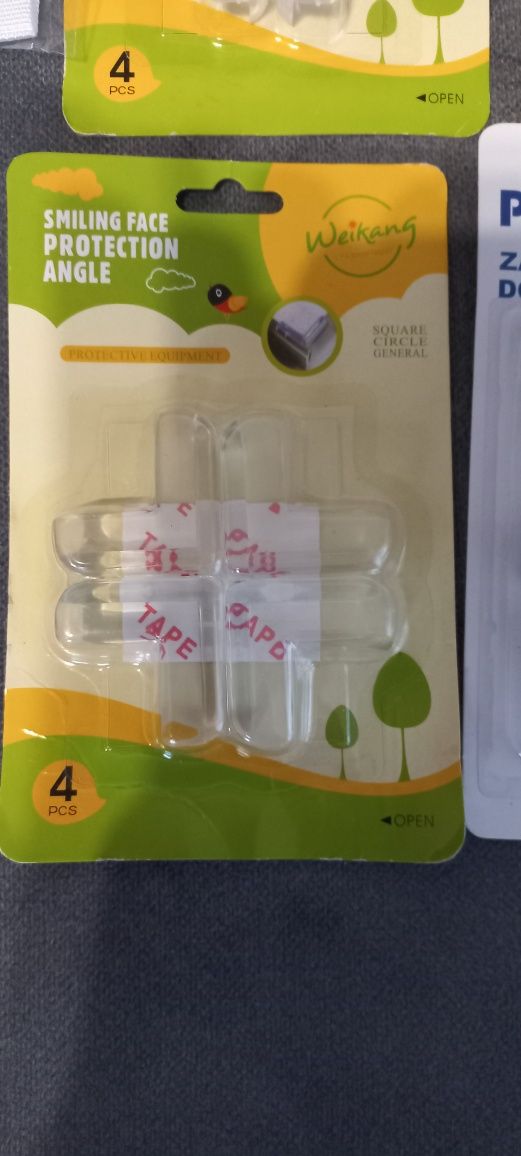 4
PCS
◄OPEN
SMILING FACE
PROTECTION
ANGLE
Weikang
PROTECTIVE EQUIPMENT
SQUARE
CIRCLE
GENERAL
P
ZA
DO
TAPE
4
PCS
◄OPEN